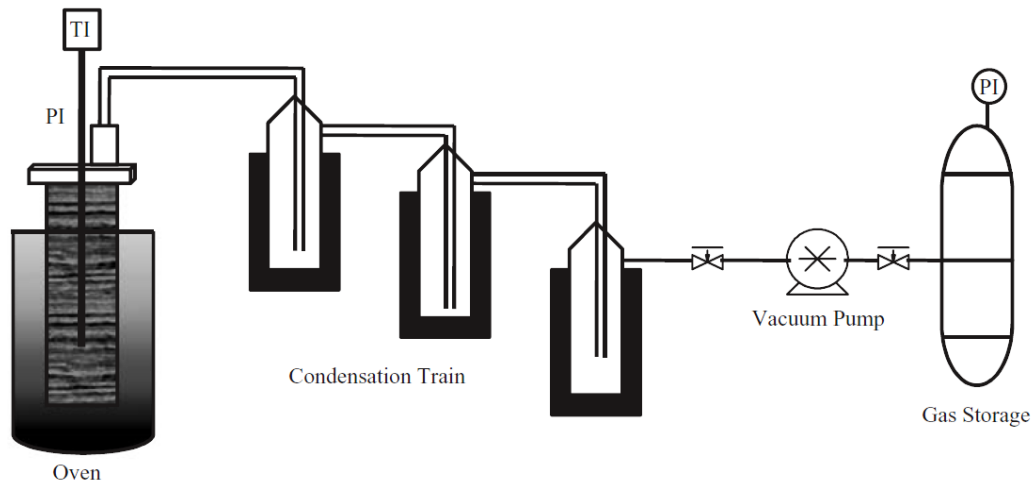 TI
PI
PI
Vacuum Pump
Condensation Train
Gas Storage
Oven